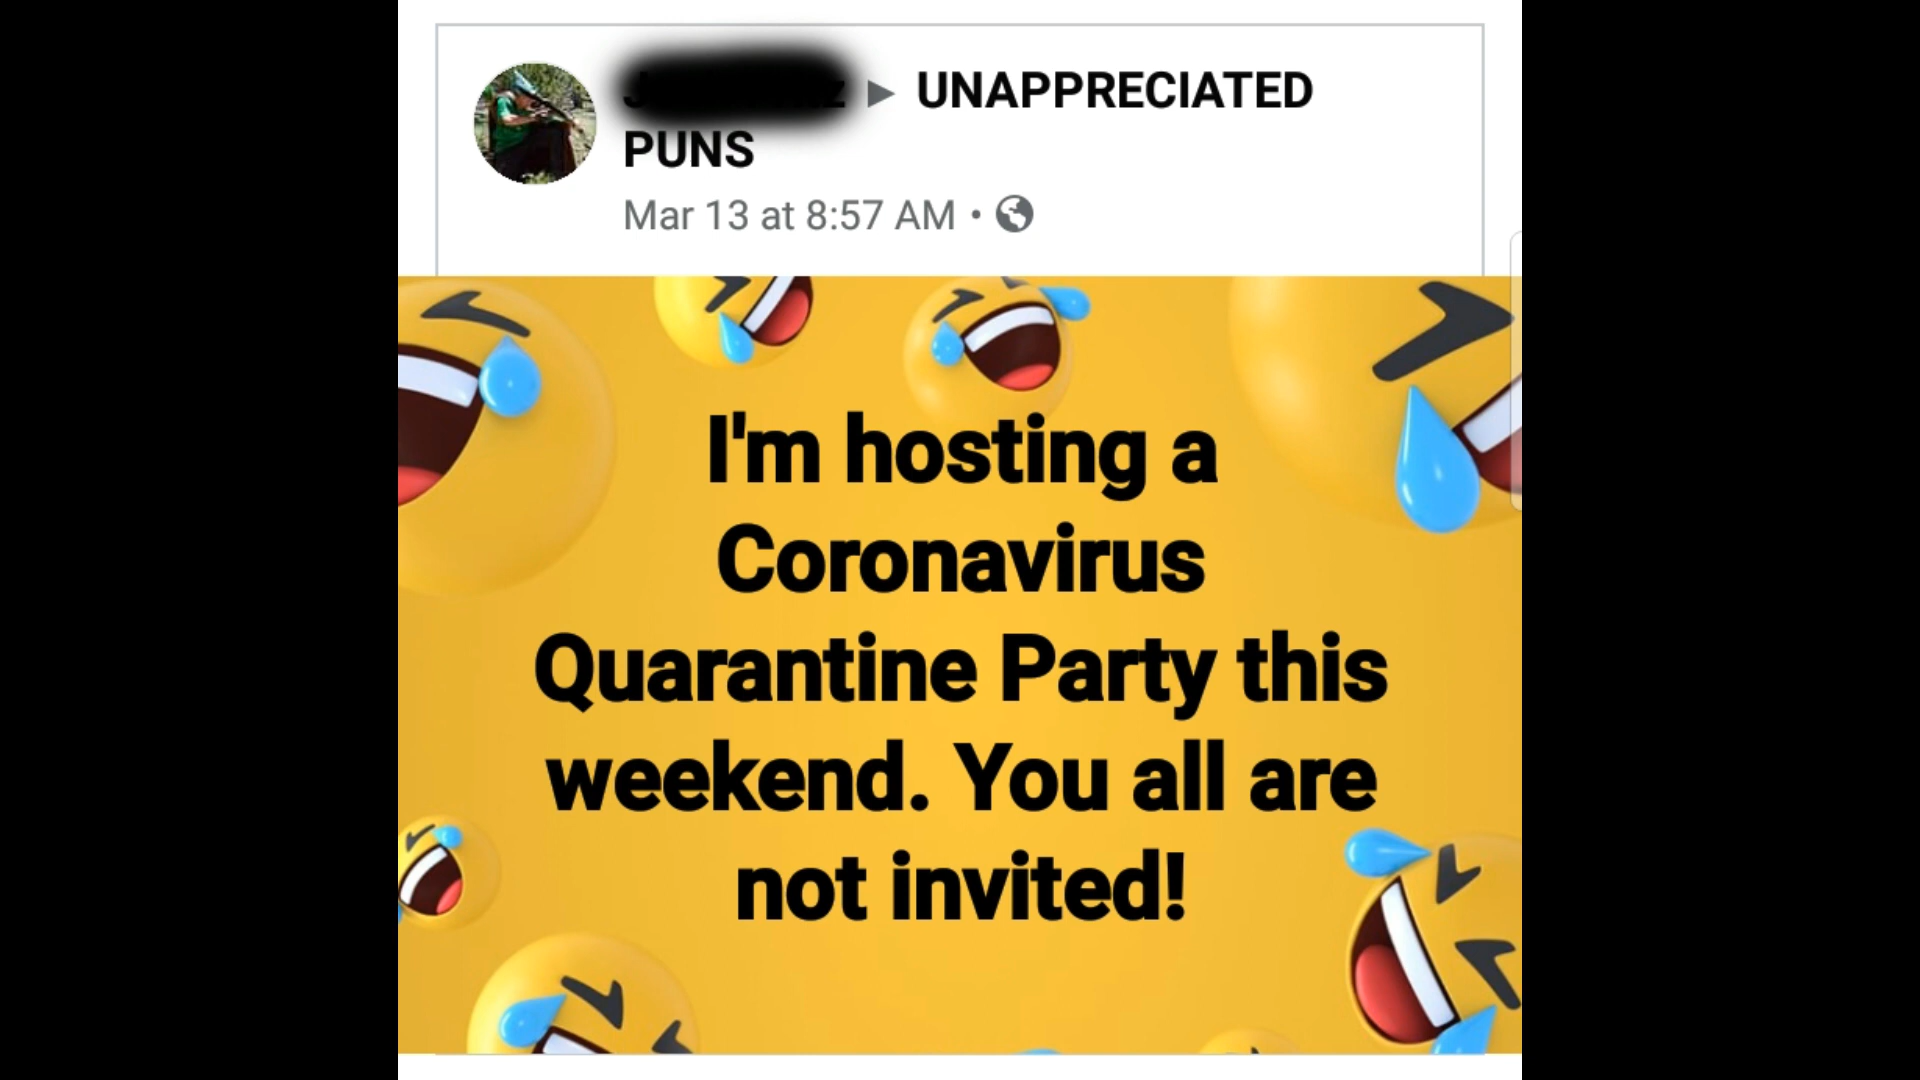 ▶ UNAPPRECIATED
PUNS
Mar 13 at 8:57 AM •
I'm hosting a
Coronavirus
Quarantine Party this
weekend. You all are
not invited!